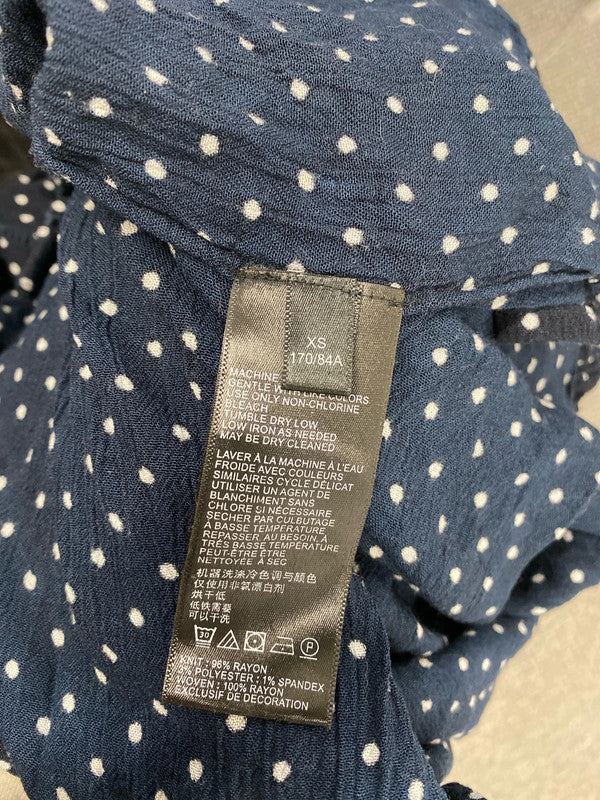 XS
170/84A
MACHINE
GENTLE WITH LIKE COLORS
USE ONLY NON-CHLORINE
BLEACH
TUMBLE DRY LOW
LOW IRON AS NEEDED
MAY BE DRY CLEANED
LAVER À LA MACHINE À L'EAU
FROIDE AVEC COULEURS
SIMILAIRES CYCLE DÉLICAT
UTILISER UN AGENT DE
BLANCHIMENT SANS
CHLORE SI NÉCESSAIRE
SECHER PAR CULBUTAGE
À BASSE TEMPÉRATURE
REPASSER AU BESOIN, À
TRÈS BASSE TEMPÉRATURE
PEUT-ÊTRE ÊTRE
NETTOYÉE À SEC
机器洗涤冷色调与颜色
仅使用非氯漂白剂
烘干低
低铁需要
可以干洗
30 P
KNIT : 96% RAYON
POLYESTER : 1% SPANDEX
WOVEN : 100% RAYON
EXCLUSIF DE DÉCORATION